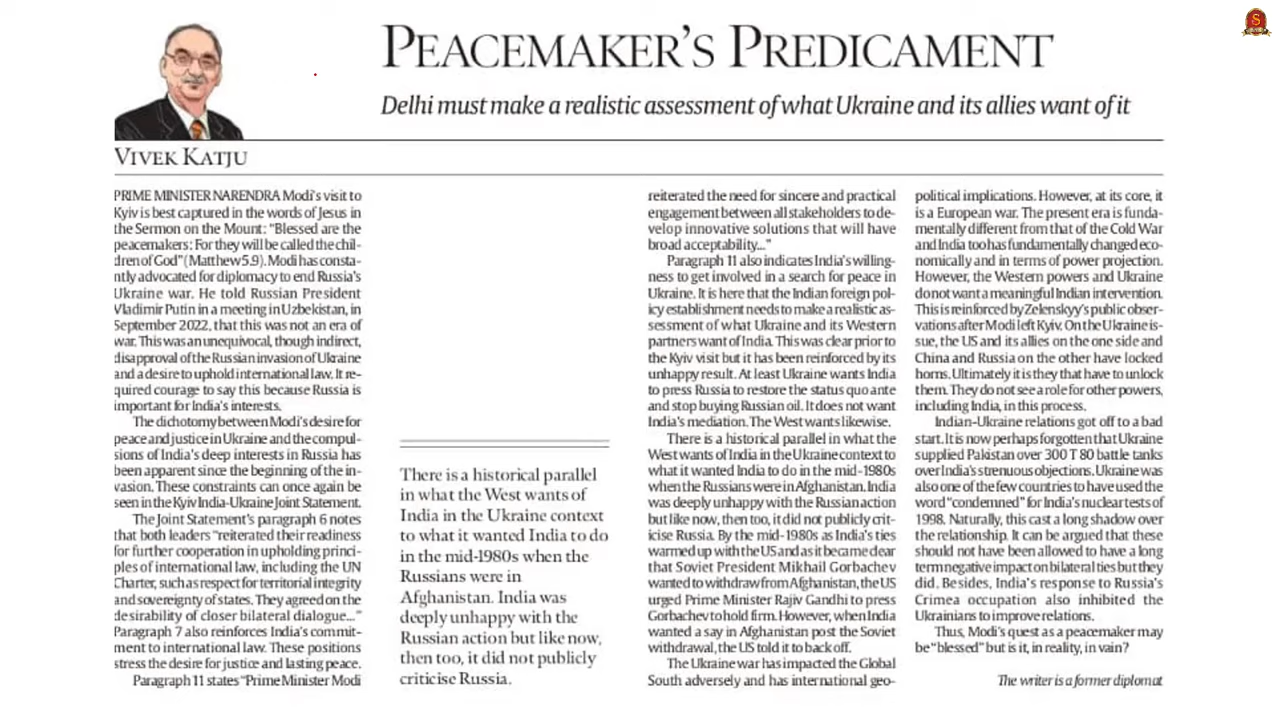 PEACEMAKER'S PREDICAMENT
Delhi must make a realistic assessment of what Ukraine and its allies want of it
VIVEK KATJU
PRIME MINISTER NARENDRA Modi's visit to
Kyiv is best captured in the words of Jesus in
the Sermon on the Mount: "Blessed are the
peacemakers: For they will be called the chil-
dren of God" (Matthew 5.9). Modi has consta-
ntly advocated for diplomacy to end Russia's
Ukraine war. He told Russian President
Vladimir Putin in a meeting in Uzbekistan, in
September 2022, that this was not an era of
war. This was an unequivocal, though indirect,
disapproval of the Russian invasion of Ukraine
and a desire to uphold international law. It re-
quired courage to say this because Russia is
important for India's interests.
The dichotomy between Modi's desire for
peace and justice in Ukraine and the compul-
sions of India's deep interests in Russia has
been apparent since the beginning of the in-
vasion. These constraints can once again be
seen in the Kyiv India-Ukraine Joint Statement.
The Joint Statement's paragraph 6 notes
that both leaders "reiterated their readiness
for further cooperation in upholding princi-
ples of international law, including the UN
Charter, such as respect for territorial integrity
and sovereignty of states. They agreed on the
desirability of closer bilateral dialogue..."
Paragraph 7 also reinforces India's commit-
ment to international law. These positions
stress the desire for justice and lasting peace.
Paragraph 11 states "Prime Minister Modi
There is a historical parallel
in what the West wants of
India in the Ukraine context
to what it wanted India to do
in the mid-1980s when the
Russians were in
Afghanistan. India was
deeply unhappy with the
Russian action but like now,
then too, it did not publicly
criticise Russia.
reiterated the need for sincere and practical
engagement between all stakeholders to de-
velop innovative solutions that will have
broad acceptability..."
Paragraph 11 also indicates India's willing-
ness to get involved in a search for peace in
Ukraine. It is here that the Indian foreign pol-
icy establishment needs to make a realistic as-
sessment of what Ukraine and its Western
partners want of India. This was clear prior to
the Kyiv visit but it has been reinforced by its
unhappy result. At least Ukraine wants India
to press Russia to restore the status quo ante
and stop buying Russian oil. It does not want
India's mediation. The West wants likewise.
There is a historical parallel in what the
West wants of India in the Ukraine context to
what it wanted India to do in the mid-1980s
when the Russians were in Afghanistan. India
was deeply unhappy with the Russian action
but like now, then too, it did not publicly crit-
icise Russia. By the mid-1980s as India's ties
warmed up with the US and as it became clear
that Soviet President Mikhail Gorbachev
wanted to withdraw from Afghanistan, the US
urged Prime Minister Rajiv Gandhi to press
Gorbachev to hold firm. However, when India
wanted a say in Afghanistan post the Soviet
withdrawal, the US told it to back off.
The Ukraine war has impacted the Global
South adversely and has international geo-
political implications. However, at its core, it
is a European war. The present era is funda-
mentally different from that of the Cold War
and India too has fundamentally changed eco-
nomically and in terms of power projection.
However, the Western powers and Ukraine
do not want a meaningful Indian intervention.
This is reinforced by Zelenskyy's public obser-
vations after Modi left Kyiv. On the Ukraine is-
sue, the US and its allies on the one side and
China and Russia on the other have locked
horns. Ultimately it is they that have to unlock
them. They do not see a role for other powers,
including India, in this process.
Indian-Ukraine relations got off to a bad
start. It is now perhaps forgotten that Ukraine
supplied Pakistan over 300 T 80 battle tanks
over India's strenuous objections. Ukraine was
also one of the few countries to have used the
word "condemned" for India's nuclear tests of
1998. Naturally, this cast a long shadow over
the relationship. It can be argued that these
should not have been allowed to have a long
term negative impact on bilateral ties but they
did. Besides, India's response to Russia's
Crimea occupation also inhibited the
Ukrainians to improve relations.
Thus, Modi's quest as a peacemaker may
be "blessed" but is it, in reality, in vain?
The writer is a former diplomat